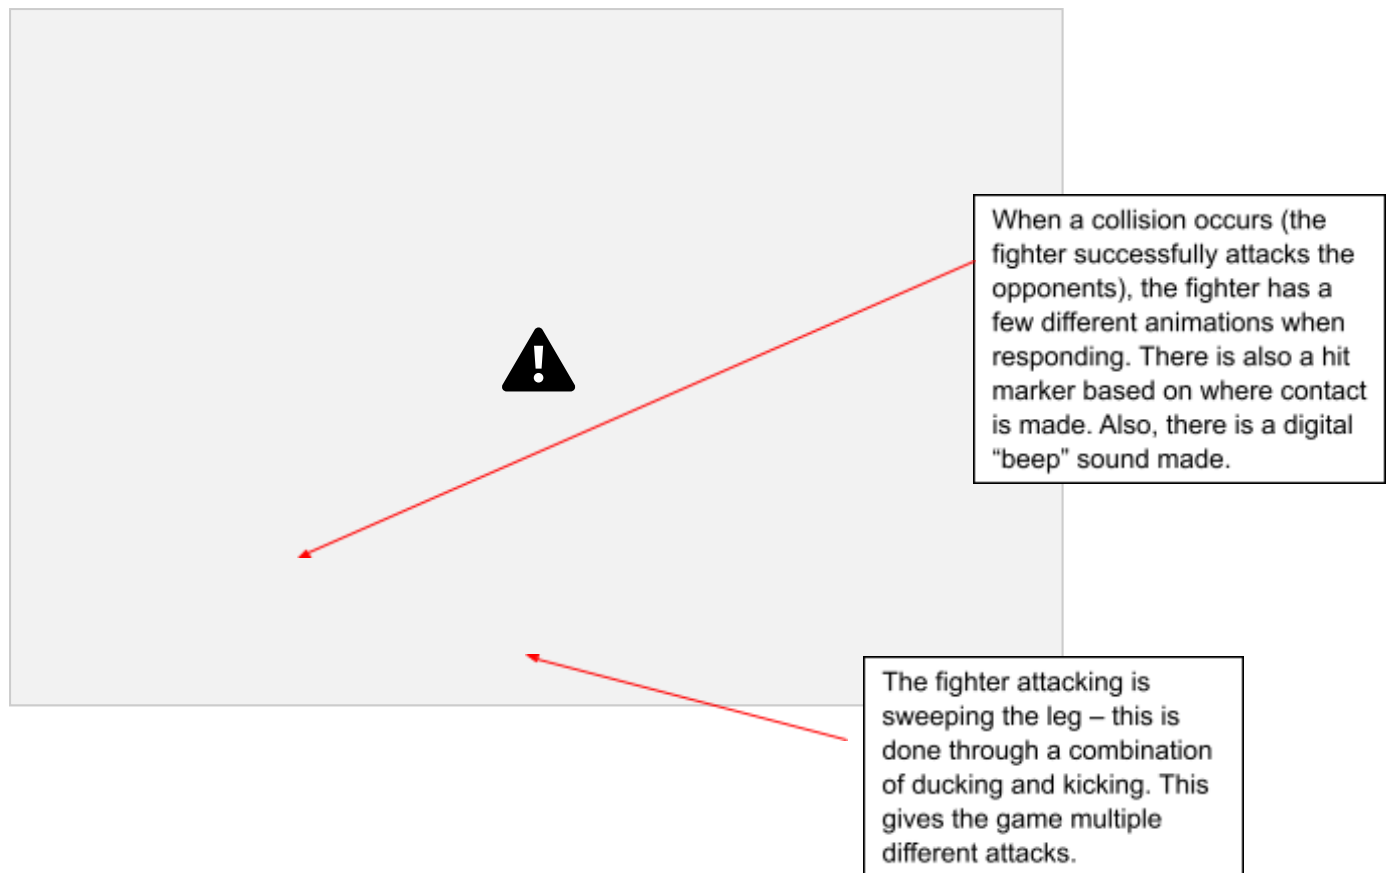 When a collision occurs (the
fighter successfully attacks the
opponents), the fighter has a
few different animations when
responding. There is also a hit
marker based on where contact
is made. Also, there is a digital
“beep” sound made.
The fighter attacking is
sweeping the leg – this is
done through a combination
of ducking and kicking. This
gives the game multiple
different attacks.